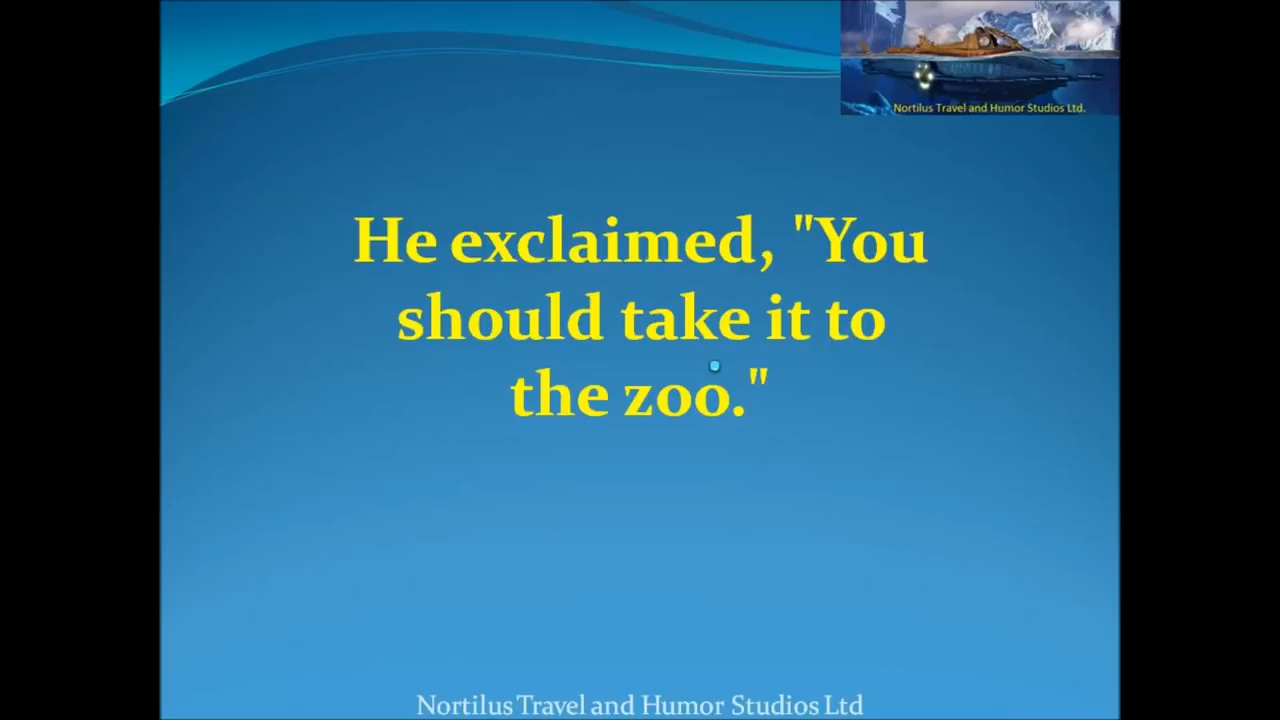 Nortilus Travel and Humor Studios Ltd.
He exclaimed, "You
should take it to
the zoo."
Nortilus Travel and Humor Studios Ltd